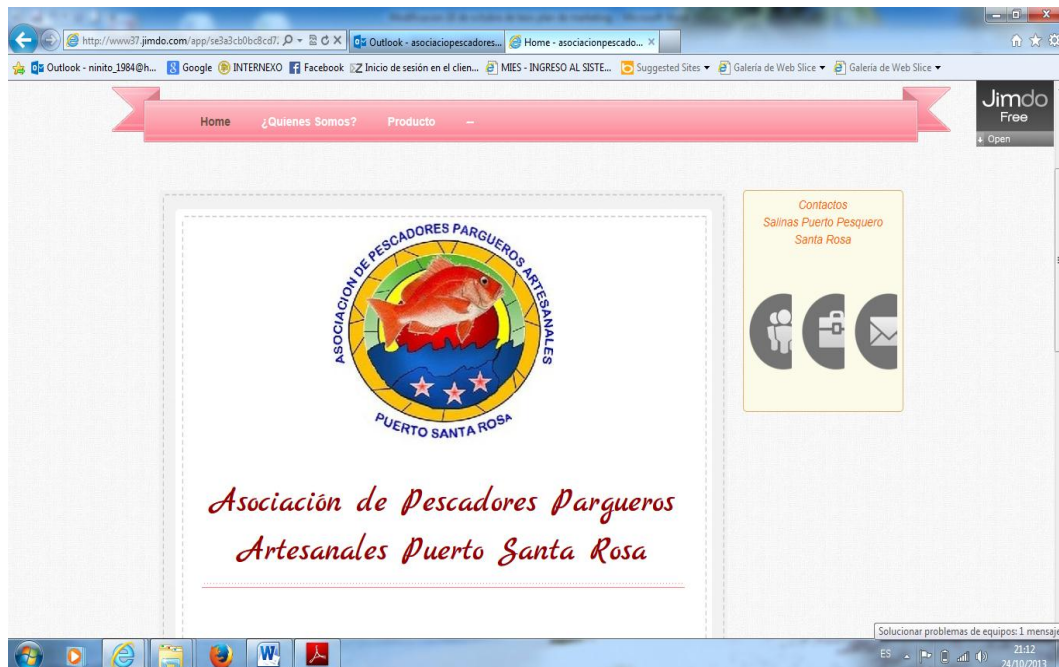 http://www37.jimdo.com/app/se3a3cb0bc8cd7.
Outlook - asociaciopescadores...
Home - asociacionpescado...
Outlook - ninito_1984@h...
Google
INTERNEXO
Facebook
Inicio de sesión en el clien...
MIES - INGRESO AL SISTE...
Suggested Sites
Galería de Web Slice
Galería de Web Slice
Home
¿Quienes Somos?
Producto
Jimdo
Free
Open
Contactos
Salinas Puerto Pesquero
Santa Rosa
ASOCIACION DE PESCADORES PARGUEROS ARTESANALES
PUERTO SANTA ROSA
Asociación de Pescadores Pargueros
Artesanales Puerto Santa Rosa
Solucionar problemas de equipos: 1 mensaje
ES
21:12
24/10/2013